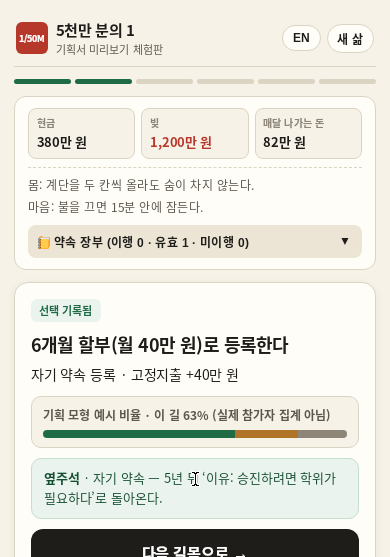 1/50M
5천만 분의 1
기획서 미리보기 체험판
EN
새 삶
현금
380만 원
빚
1,200만 원
매달 나가는 돈
82만 원
몸: 계단을 두 칸씩 올라도 숨이 차지 않는다.
마음: 불을 끄면 15분 안에 잠든다.
약속 장부 (이행 0 · 유효 1 · 미이행 0) ▼
선택 기록됨
6개월 할부(월 40만 원)로 등록한다
자기 약속 등록 · 고정지출 +40만 원
기획 모형 예시 비율 · 이 길 63% (실제 참가자 집계 아님)
옆주석 · 자기 약속 — 5년 ‘이유: 승진하려면 학위가
필요하다’로 돌아온다.
다음 길목으로 →